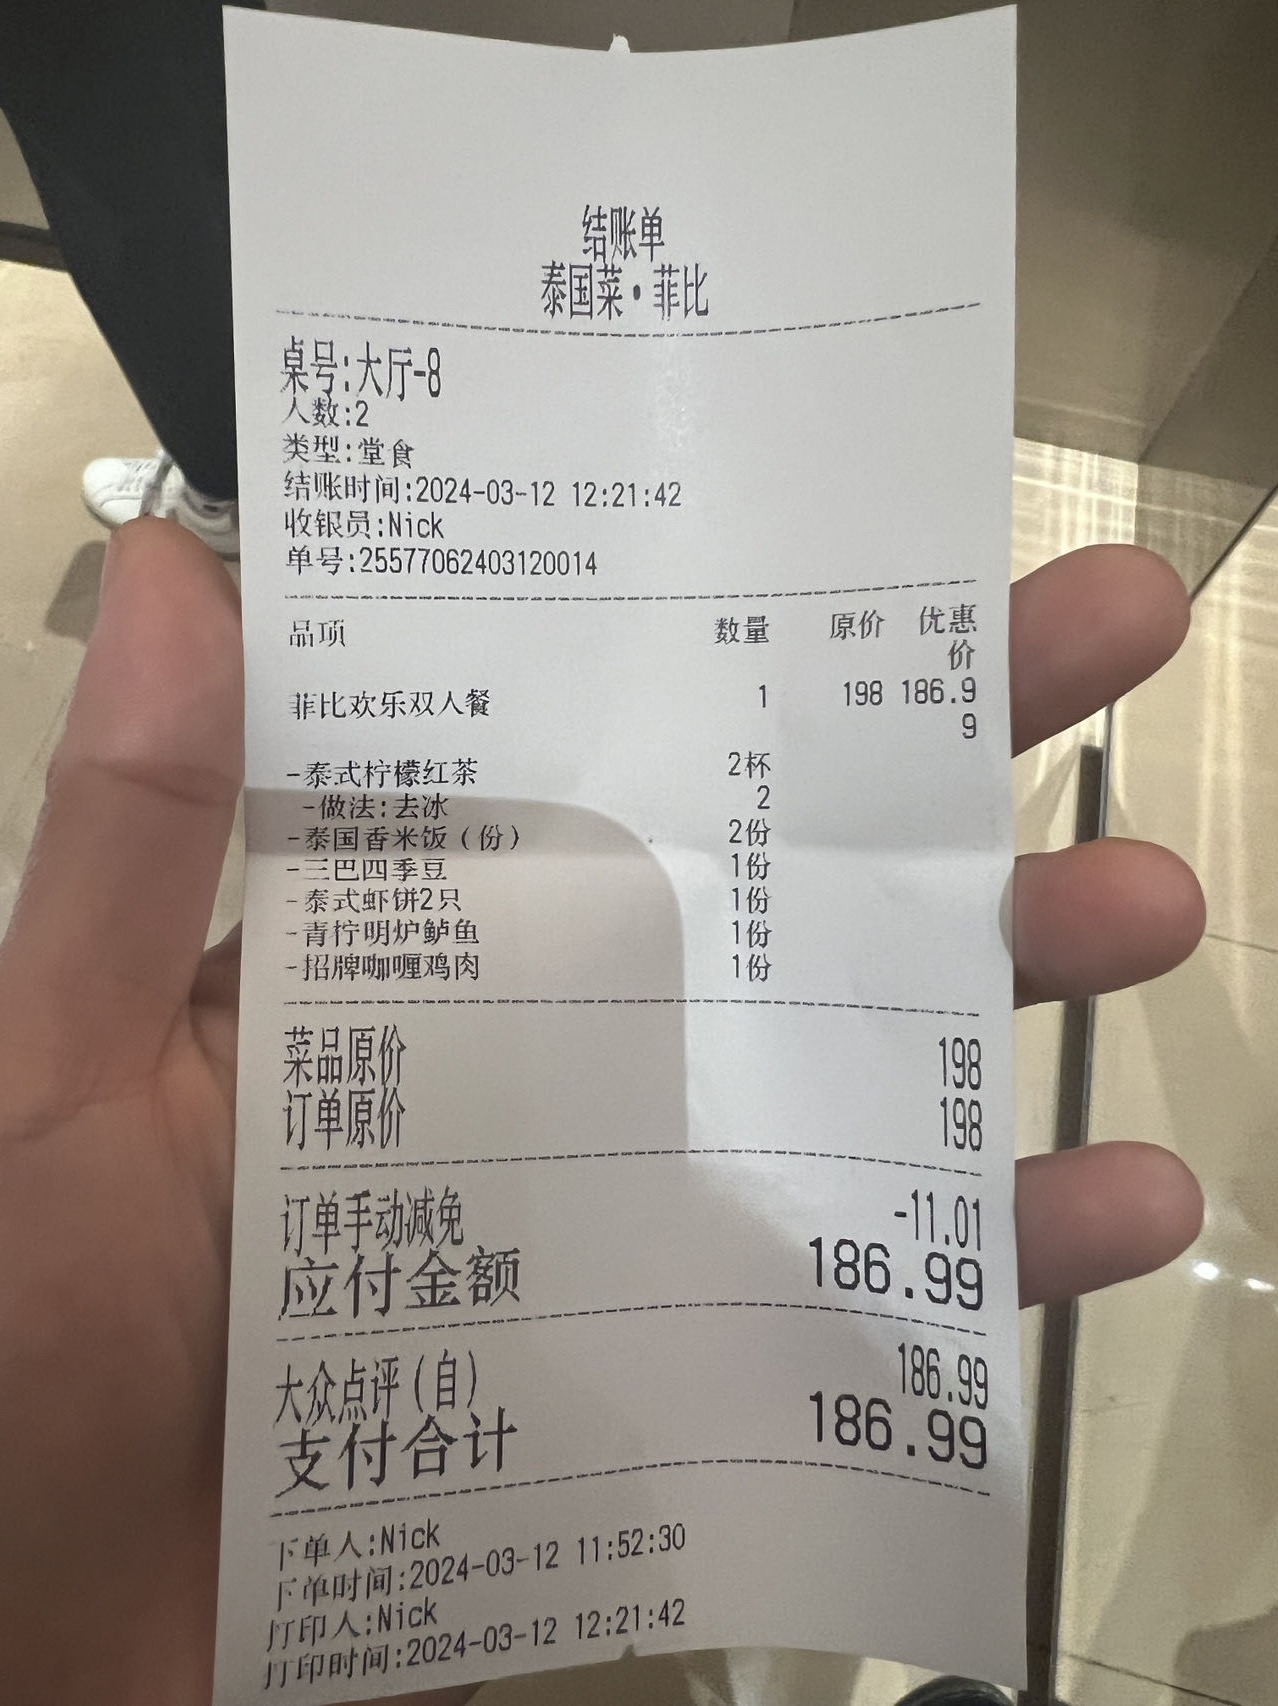 结账单
泰国菜·菲比
桌号:大厅-8
人数:2
类型:堂食
结账时间:2024-03-12 12:21:42
收银员:Nick
单号:25577062403120014
品项 数量 原价 优惠
价
菲比欢乐双人餐 1 198 186.9
9
-泰式柠檬红茶 2杯
-做法:去冰 2
-泰国香米饭(份) 2份
-三巴四季豆 1份
-泰式虾饼2只 1份
-青柠明炉鲈鱼 1份
-招牌咖喱鸡肉 1份
菜品原价 198
订单原价 198
订单手动减免 -11.01
应付金额 186.99
大众点评(自) 186.99
支付合计 186.99
下单人:Nick
下单时间:2024-03-12 11:52:30
打印人:Nick
打印时间:2024-03-12 12:21:42